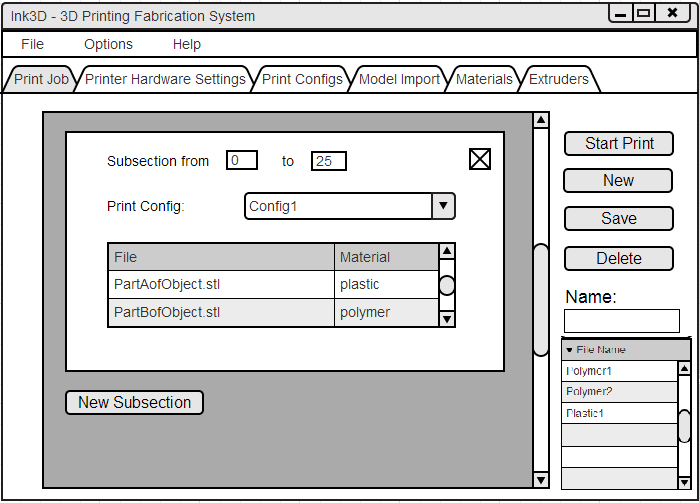 Ink3D - 3D Printing Fabrication System
File Options Help
Print Job Printer Hardware Settings Print Configs Model Import Materials Extruders
Subsection from 0 to 25
Print Config: Config1
File Material
PartAofObject.stl plastic
PartBofObject.stl polymer
New Subsection
Start Print
New
Save
Delete
Name:
File Name
Polymer1
Polymer2
Plastic1